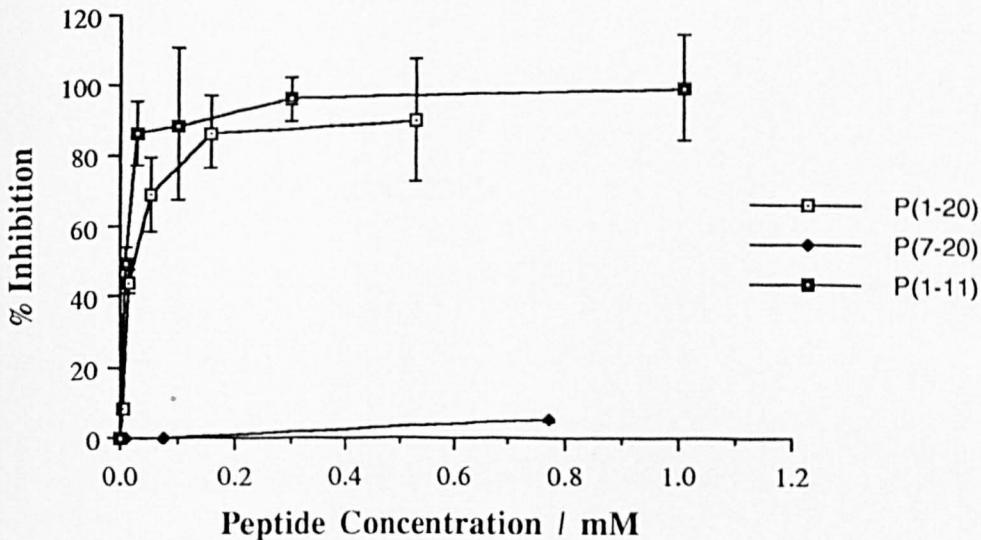 120
100
80
60
40
20
0
% Inhibition
0.0 0.2 0.4 0.6 0.8 1.0 1.2
Peptide Concentration / mM
P(1-20)
P(7-20)
P(1-11)